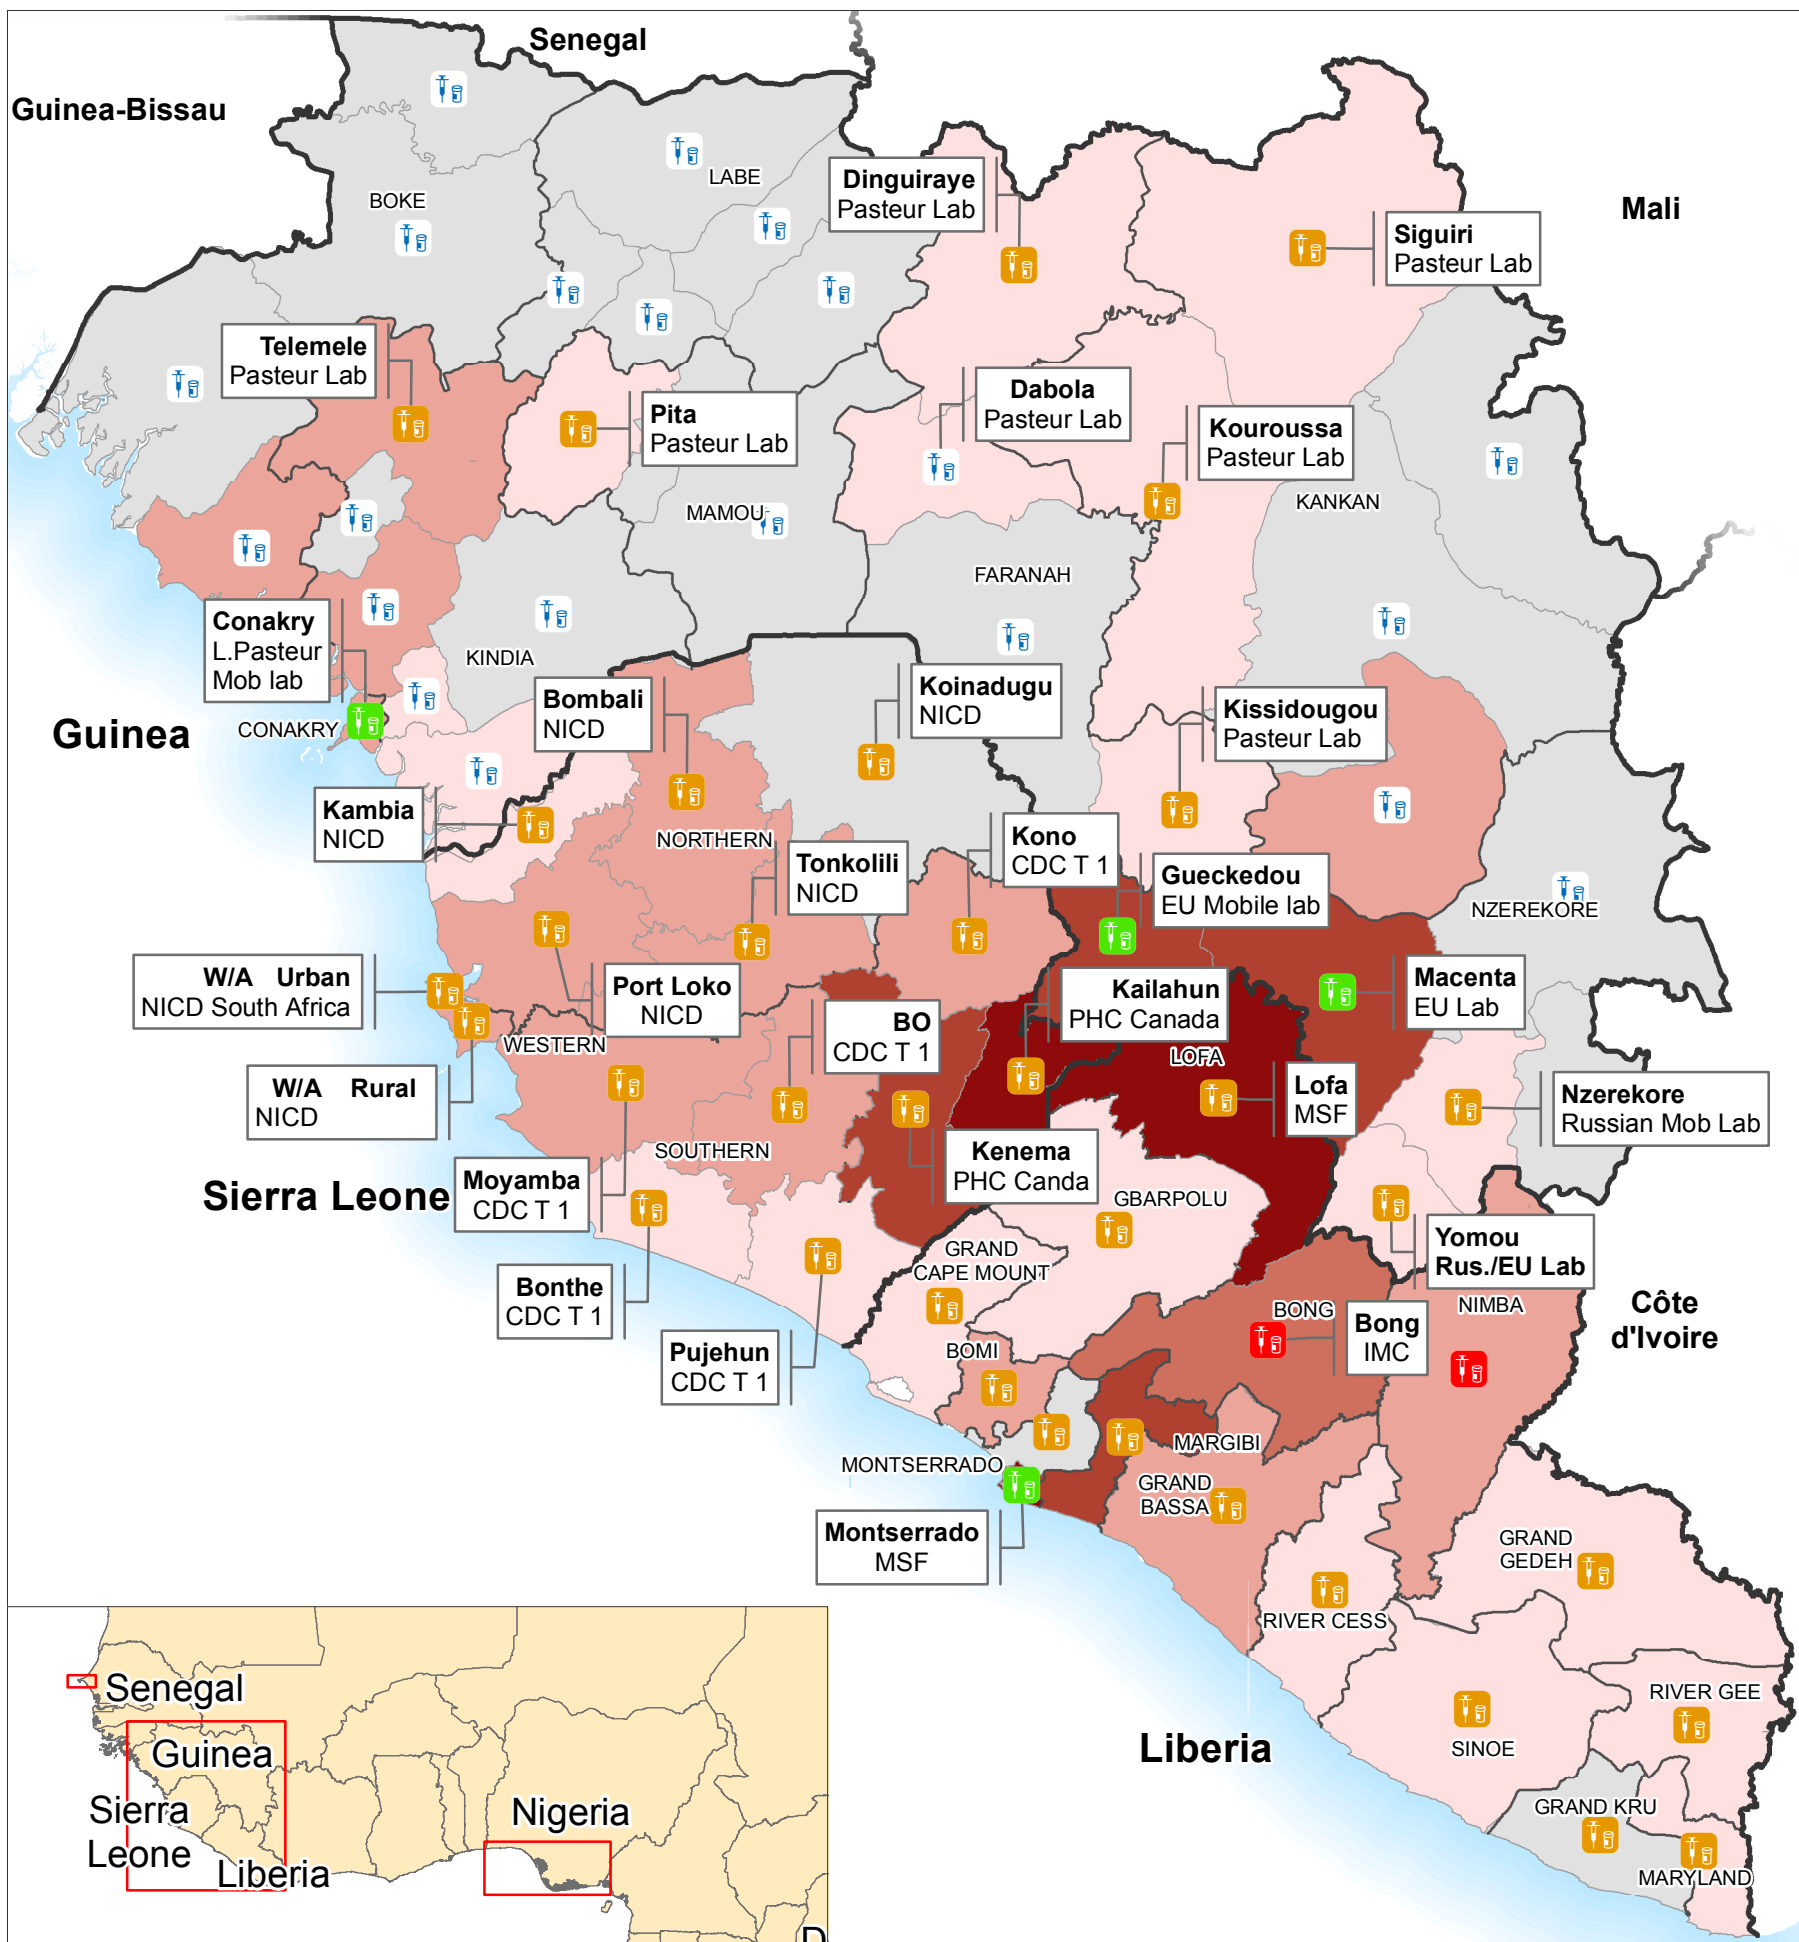 Senegal
Guinea-Bissau
LABE
BOKE
Dinguiraye
Pasteur Lab
Mali
Siguiri
Pasteur Lab
Telemele
Pasteur Lab
Pita
Pasteur Lab
Dabola
Pasteur Lab
Kouroussa
Pasteur Lab
KANKAN
MAMOU
FARANAH
Conakry
L.Pasteur
Mob lab
KINDIA
CONAKRY
Guinea
Bombali
NICD
Koinadugu
NICD
Kissidougou
Pasteur Lab
Kambia
NICD
NORTHERN
Tonkolili
NICD
Kono
CDC T 1
Gueckedou
EU Mobile lab
NZEREKORE
W/A Urban
NICD South Africa
Port Loko
NICD
Kailahun
PHC Canada
Macenta
EU Lab
BO
CDC T 1
WESTERN
LOFA
W/A Rural
NICD
Lofa
MSF
Nzerekore
Russian Mob Lab
SOUTHERN
Kenema
PHC Canda
Moyamba
CDC T 1
Sierra Leone
GBARPOLU
Yomou
Rus./EU Lab
GRAND
CAPE MOUNT
Bonthe
CDC T 1
BONG
NIMBA
Bong
IMC
Côte
d'Ivoire
Pujehun
CDC T 1
BOMI
MARGIBI
MONTSERRADO
GRAND
BASSA
Montserrado
MSF
GRAND
GEDEH
RIVER CESS
RIVER GEE
SINOE
Liberia
GRAND KRU
MARYLAND
Senegal
Guinea
Sierra
Leone
Liberia
Nigeria